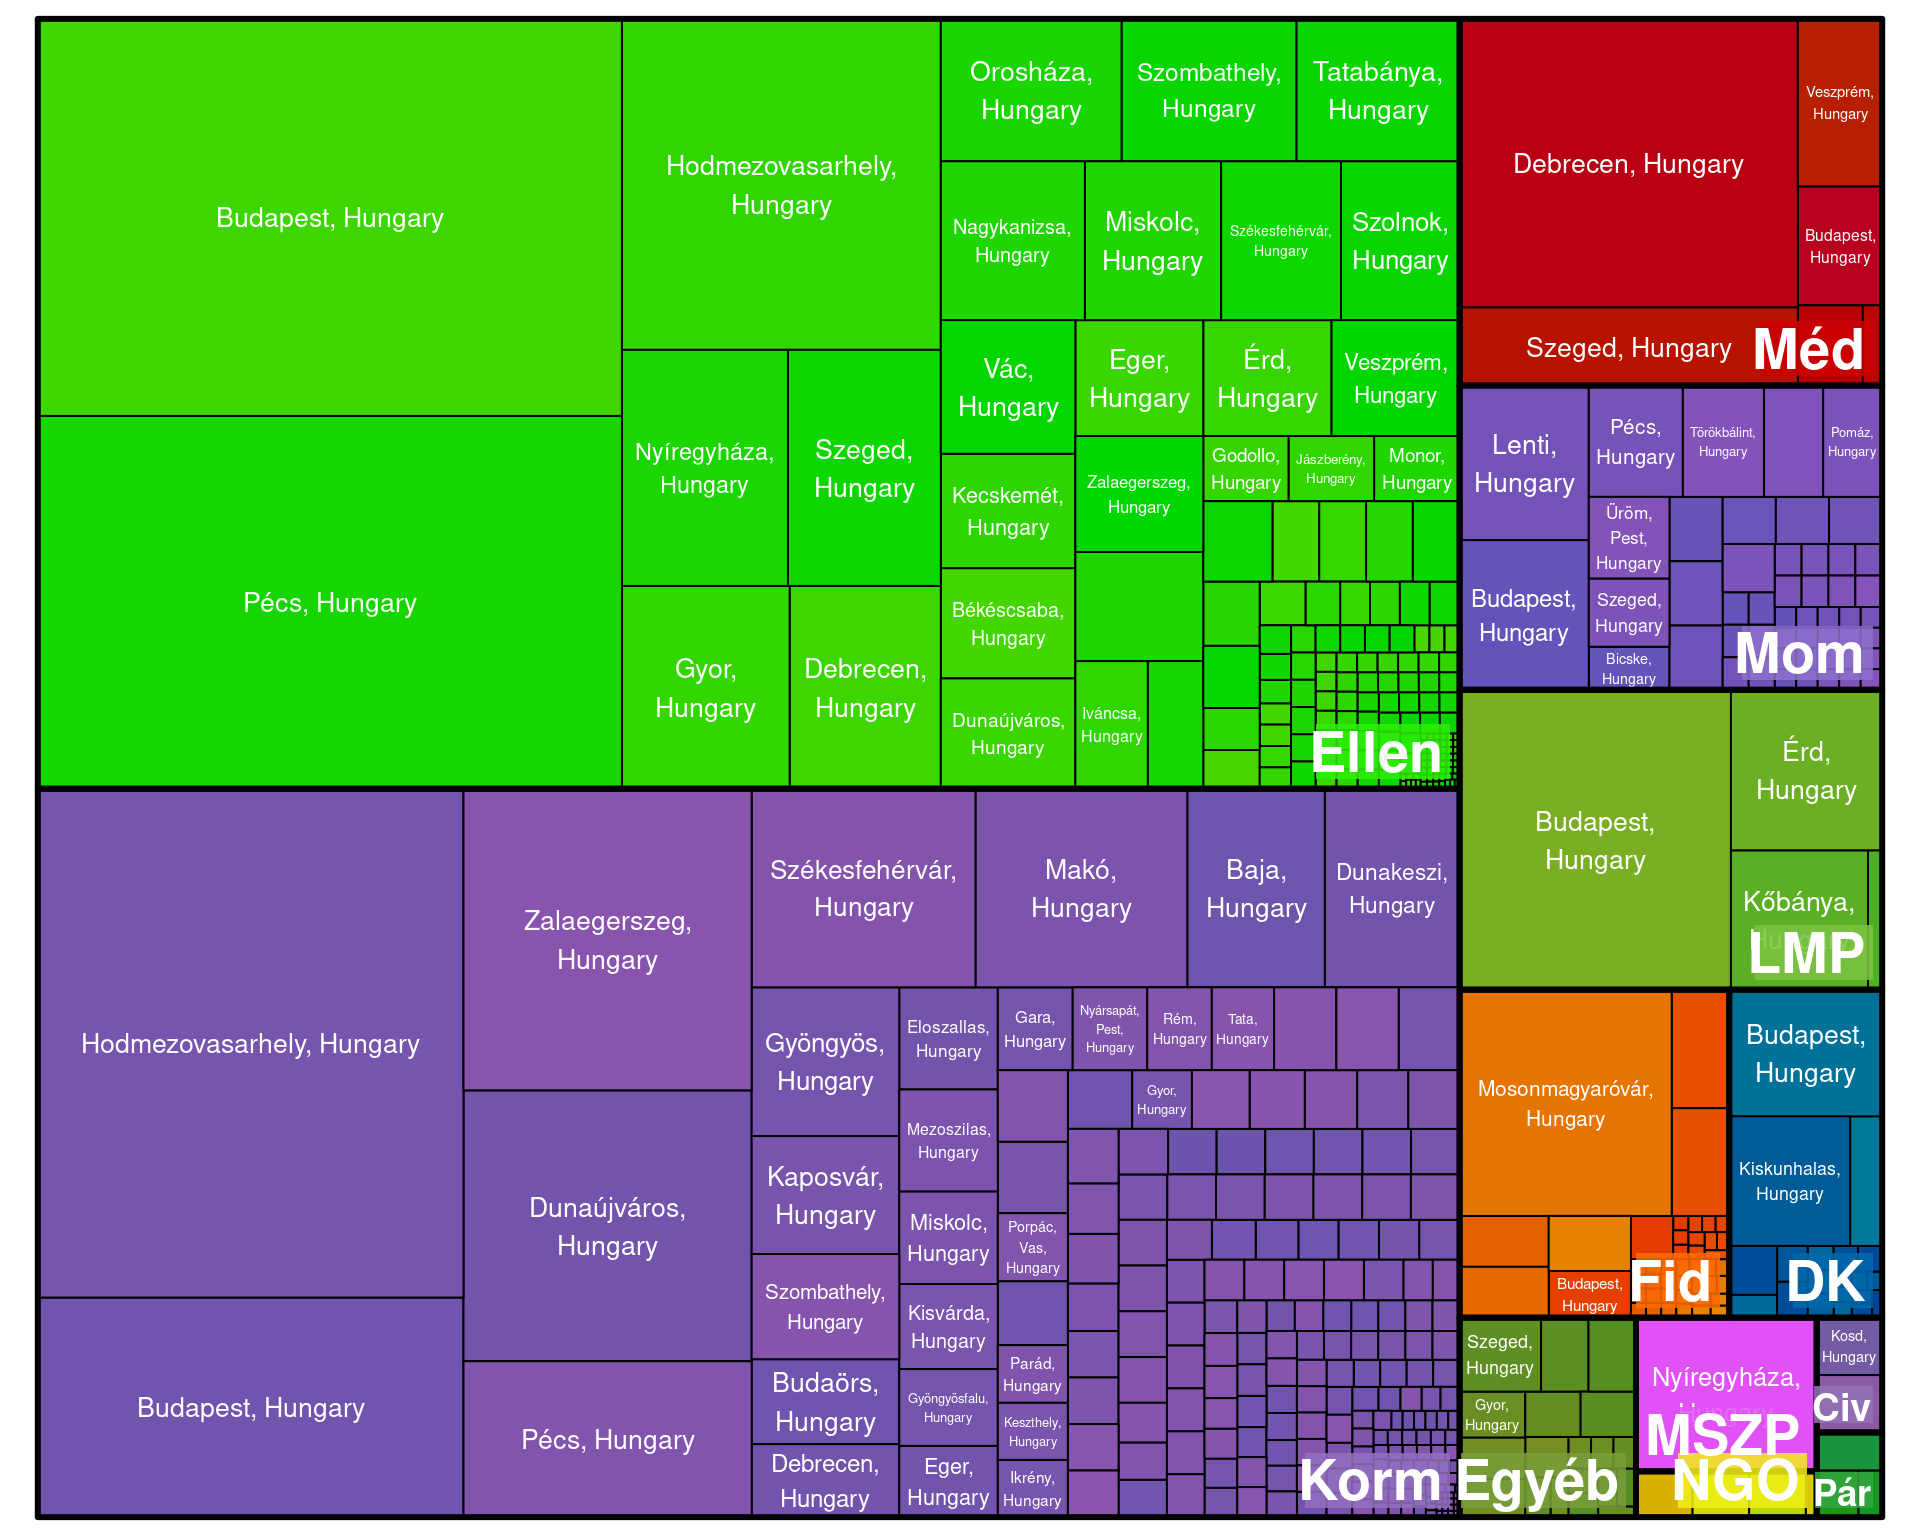 Budapest, Hungary
Pécs, Hungary
Hodmezovasarhely,
Hungary
Nyíregyháza,
Hungary
Szeged,
Hungary
Gyor,
Hungary
Debrecen,
Hungary
Orosháza,
Hungary
Szombathely,
Hungary
Tatabánya,
Hungary
Nagykanizsa,
Hungary
Miskolc,
Hungary
Székesfehérvár,
Hungary
Szolnok,
Hungary
Vác,
Hungary
Eger,
Hungary
Érd,
Hungary
Veszprém,
Hungary
Kecskemét,
Hungary
Zalaegerszeg,
Hungary
Godollo,
Hungary
Jászberény,
Hungary
Monor,
Hungary
Békéscsaba,
Hungary
Dunaújváros,
Hungary
Iváncsa,
Hungary
Ellen
Debrecen, Hungary
Veszprém,
Hungary
Budapest,
Hungary
Szeged, Hungary
Méd
Lenti,
Hungary
Pécs,
Hungary
Törökbálint,
Hungary
Pomáz,
Hungary
Üröm,
Pest,
Hungary
Budapest,
Hungary
Szeged,
Hungary
Bicske,
Hungary
Mom
Budapest,
Hungary
Érd,
Hungary
Kőbánya,
Hungary
LMP
Hodmezovasarhely, Hungary
Budapest, Hungary
Zalaegerszeg,
Hungary
Dunaújváros,
Hungary
Pécs, Hungary
Székesfehérvár,
Hungary
Makó,
Hungary
Baja,
Hungary
Dunakeszi,
Hungary
Gyöngyös,
Hungary
Kaposvár,
Hungary
Szombathely,
Hungary
Budaörs,
Hungary
Debrecen,
Hungary
Eloszallas,
Hungary
Mezoszilas,
Hungary
Miskolc,
Hungary
Kisvárda,
Hungary
Gyöngyösfalu,
Hungary
Eger,
Hungary
Gara,
Hungary
Nyársapát,
Pest,
Hungary
Rém,
Hungary
Tata,
Hungary
Gyor,
Hungary
Porpác,
Vas,
Hungary
Parád,
Hungary
Keszthely,
Hungary
Ikrény,
Hungary
Korm
Mosonmagyaróvár,
Hungary
Budapest,
Hungary
Fid
Budapest,
Hungary
Kiskunhalas,
Hungary
DK
Szeged,
Hungary
Gyor,
Hungary
Egyéb
Nyíregyháza,
Hungary
MSZP
NGO
Kosd,
Hungary
Civ
Pár